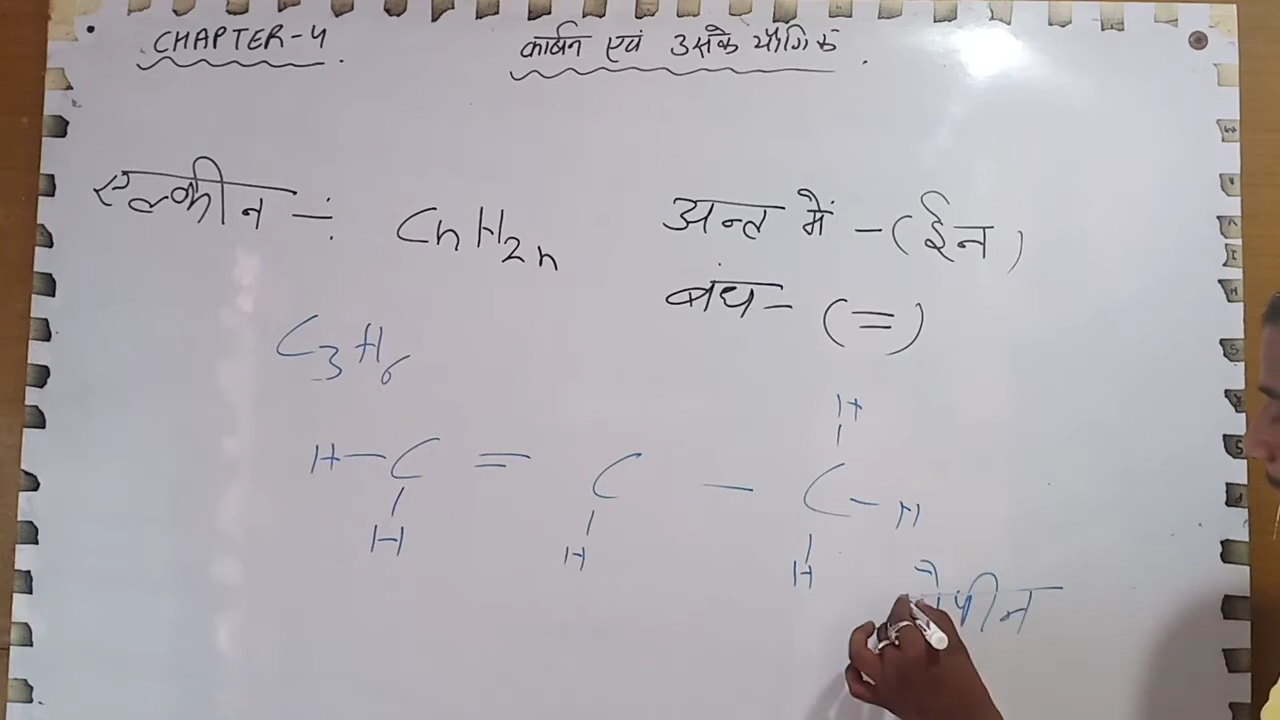 CHAPTER-4.
कार्बन एवं उसके यौगिक.
एल्कीन -: CnH2n
अन्त में - (ईन)
बंध - (=)
C3H6
H
H-C = C - C-H
H H H